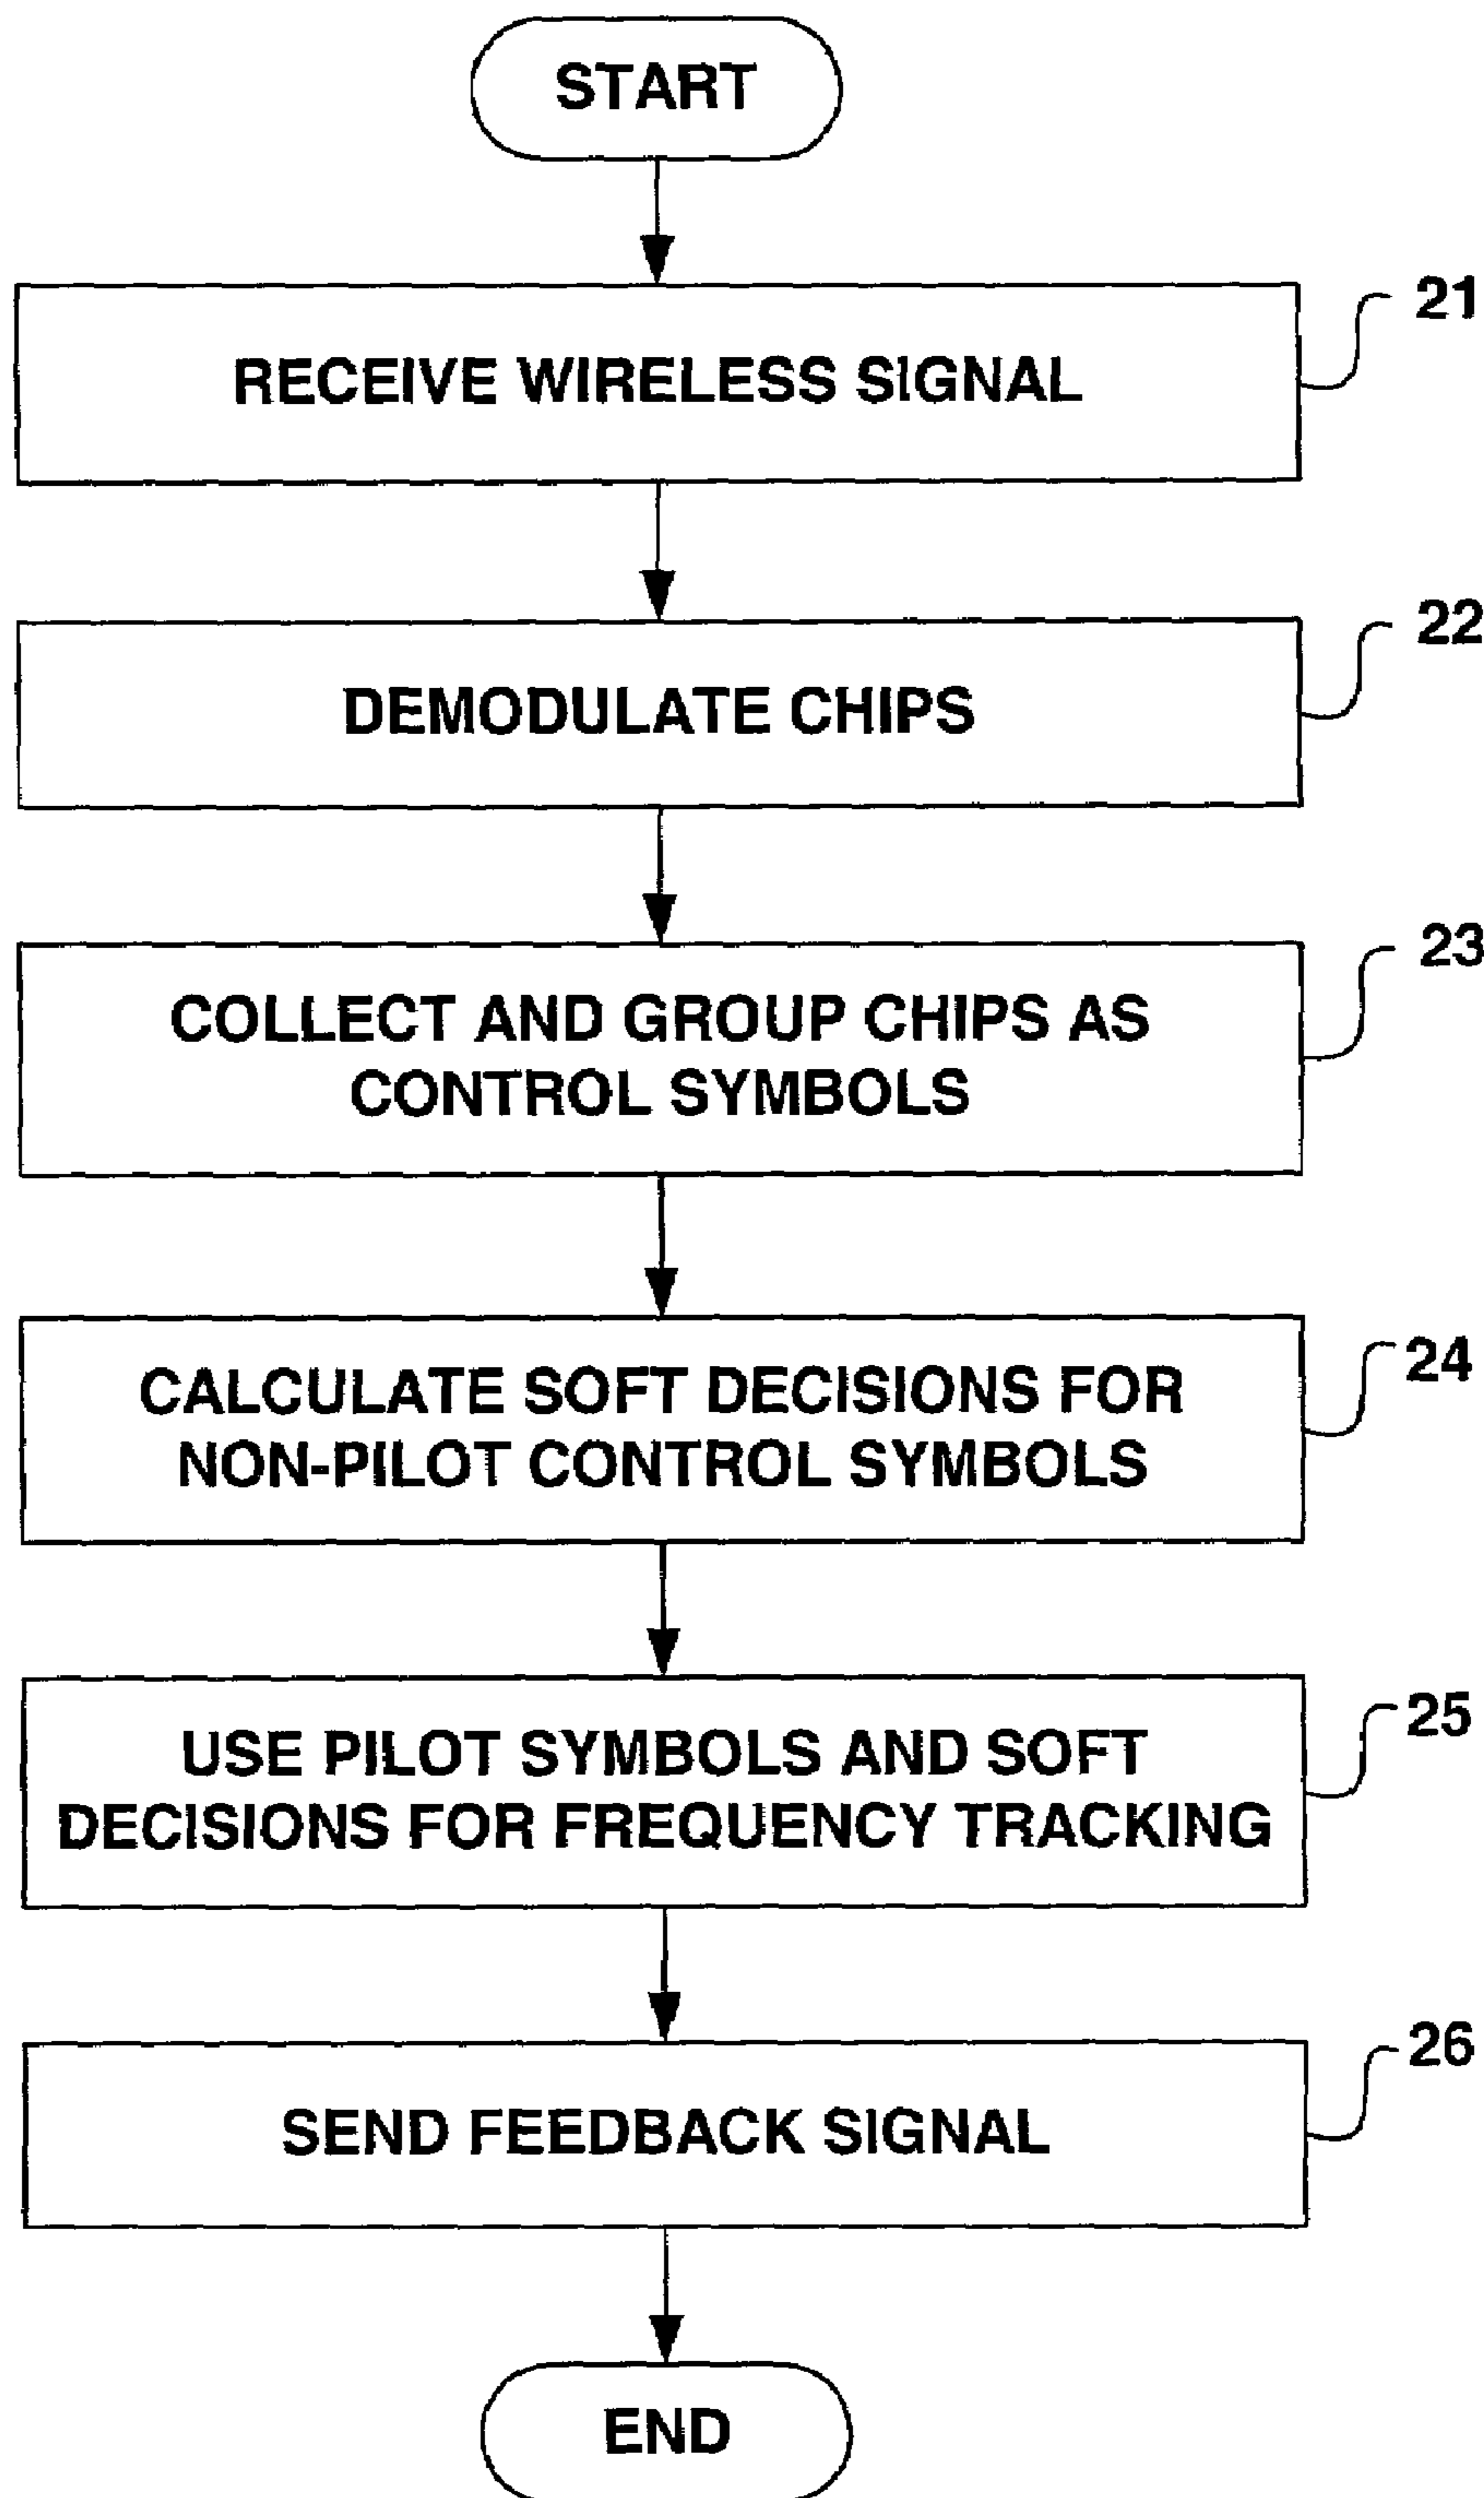 START
21
RECEIVE WIRELESS SIGNAL
22
DEMODULATE CHIPS
23
COLLECT AND GROUP CHIPS AS
CONTROL SYMBOLS
24
CALCULATE SOFT DECISIONS FOR
NON-PILOT CONTROL SYMBOLS
25
USE PILOT SYMBOLS AND SOFT
DECISIONS FOR FREQUENCY TRACKING
26
SEND FEEDBACK SIGNAL
END